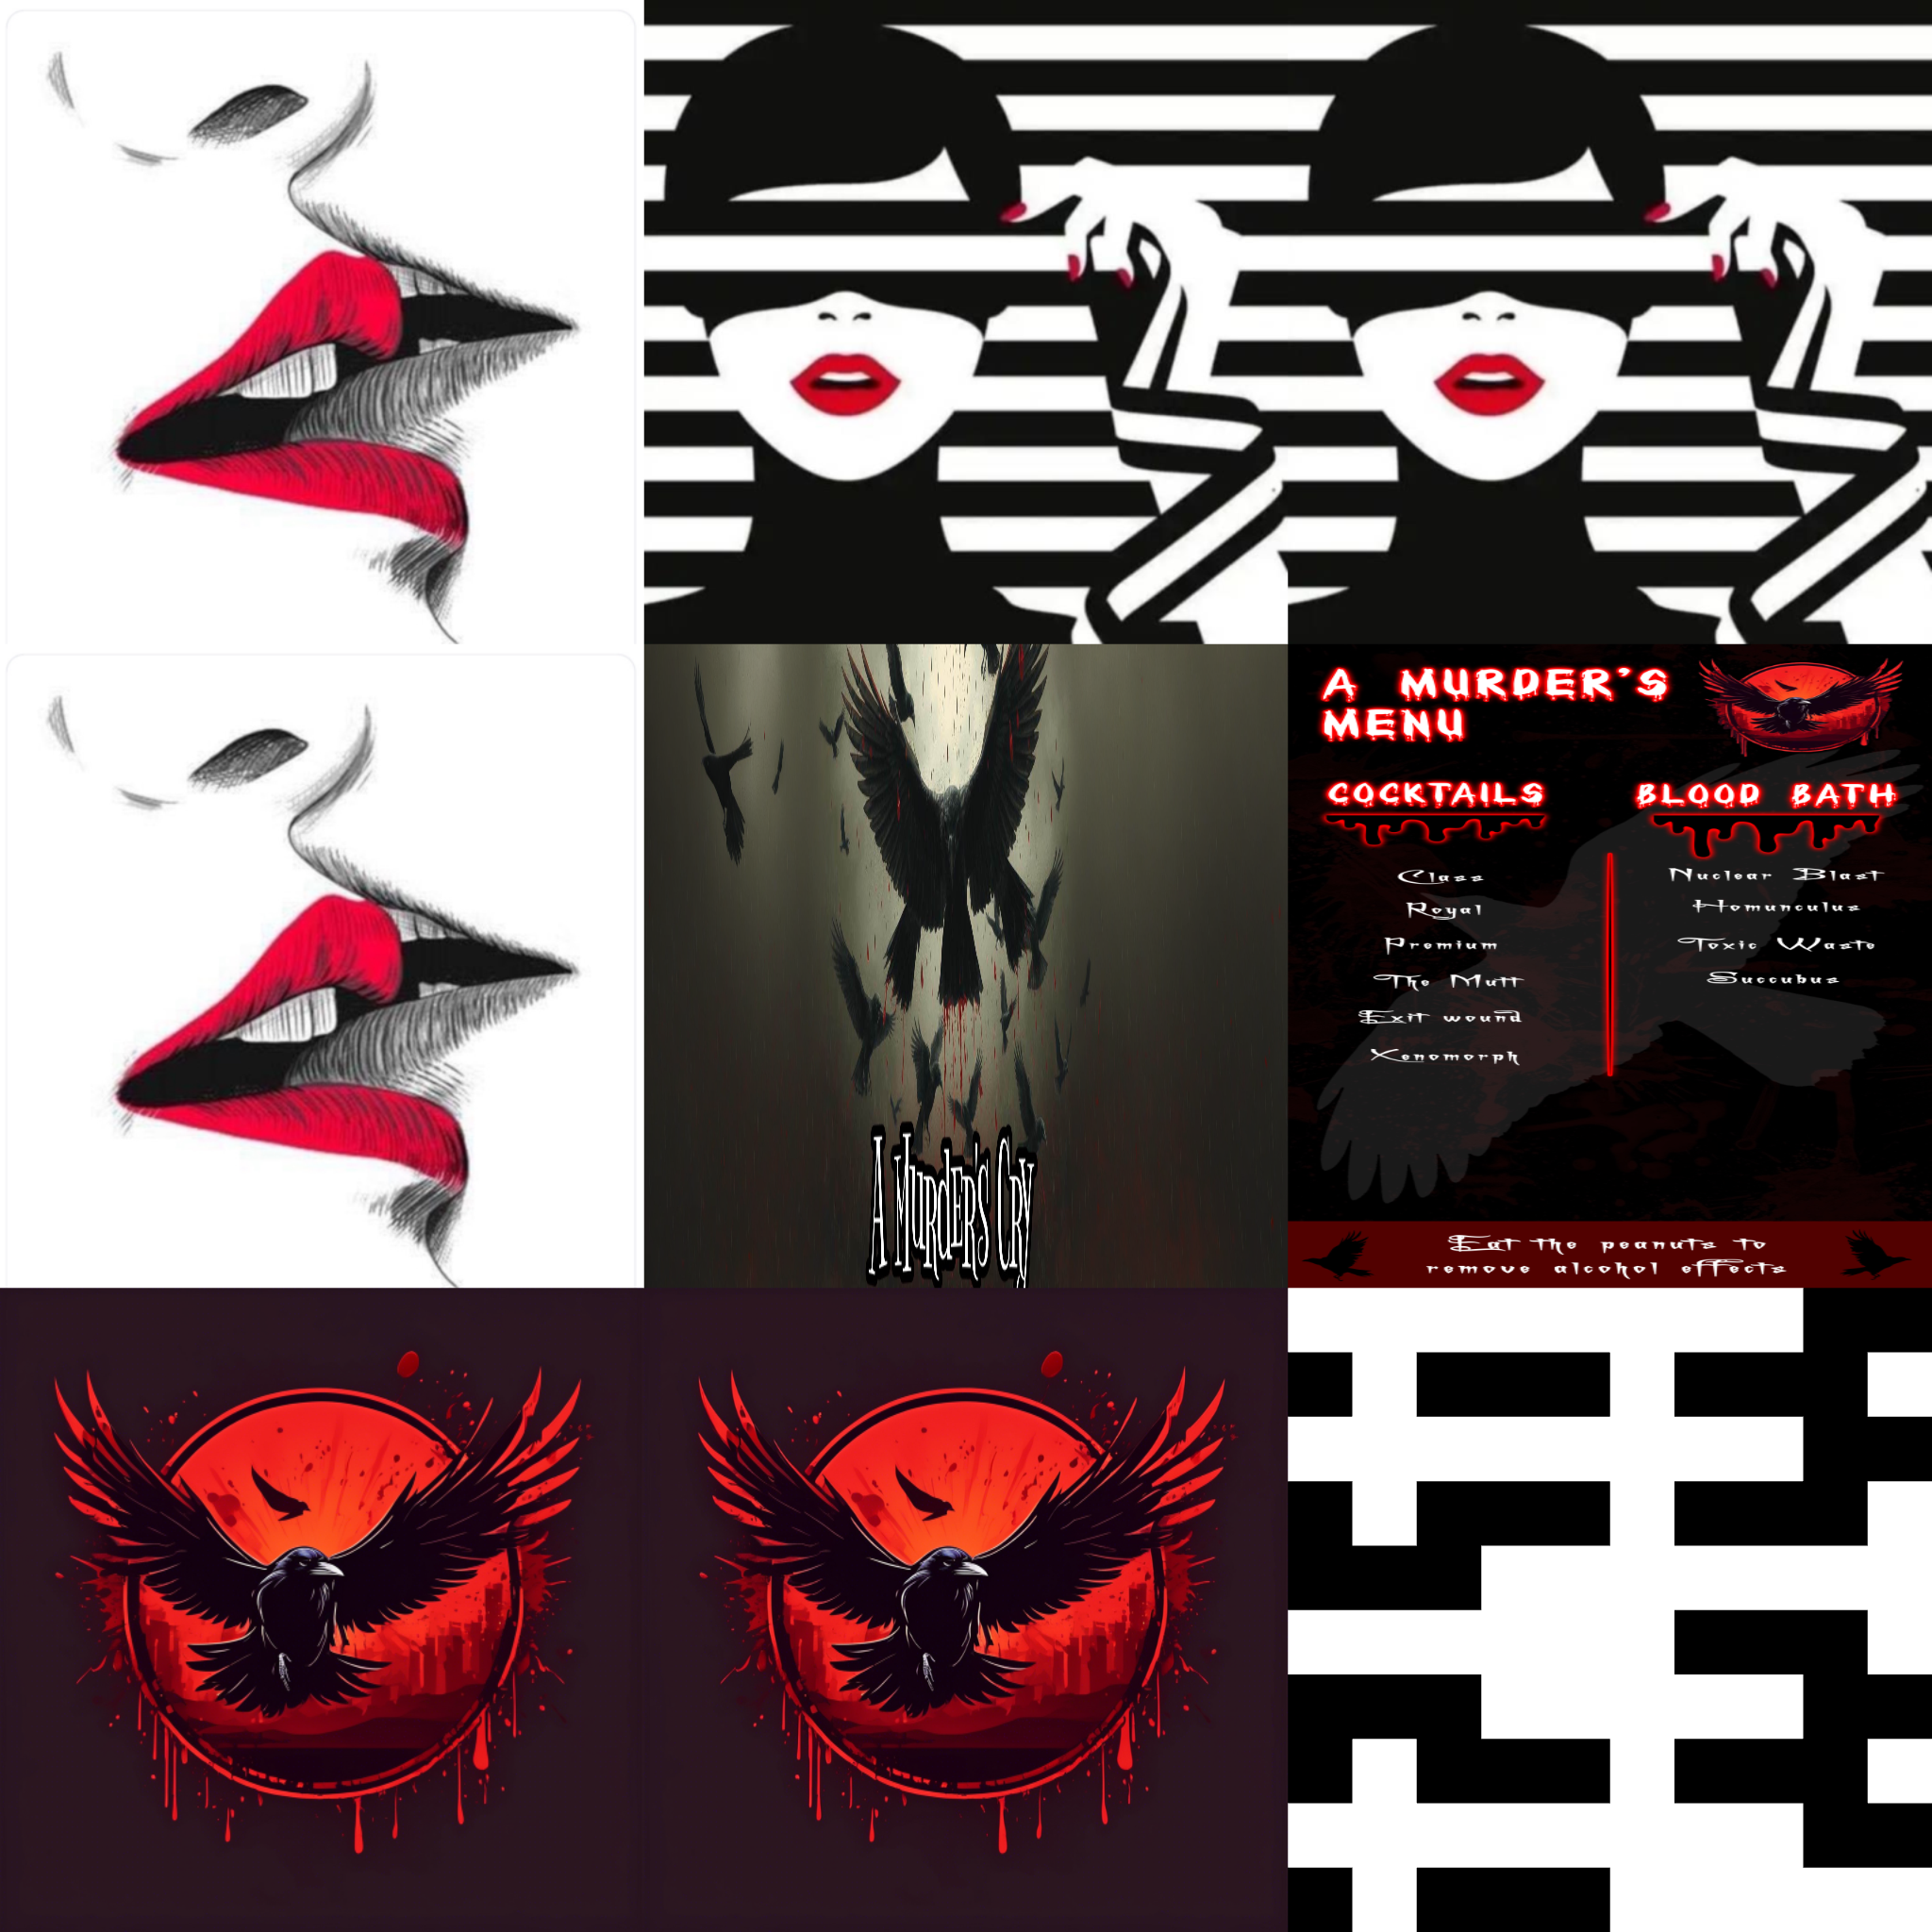 A MURDER'S
MENU
COCKTAILS
Class
Royal
Premium
The Mutt
Exit wound
Xenomorph
BLOOD BATH
Nuclear Blast
Homunculus
Toxic Waste
Succubus
Eat the peanuts to
remove alcohol effects
A MURdER'S CRY